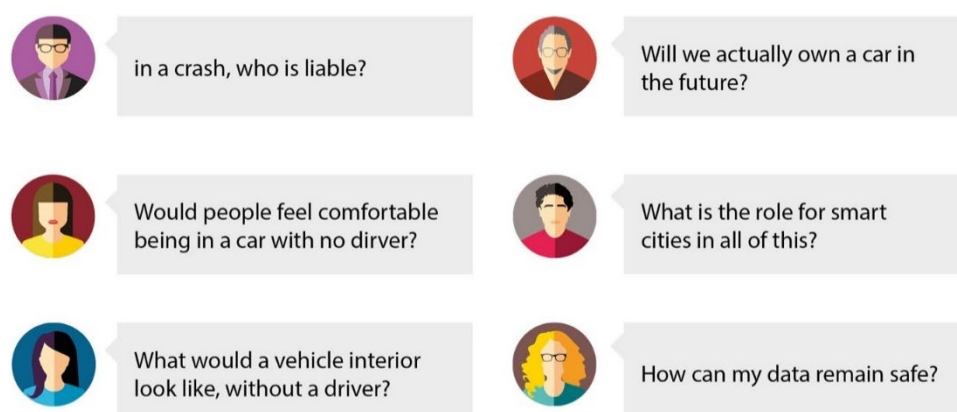 in a crash, who is liable?
Will we actually own a car in
the future?
Would people feel comfortable
being in a car with no dirver?
What is the role for smart
cities in all of this?
What would a vehicle interior
look like, without a driver?
How can my data remain safe?